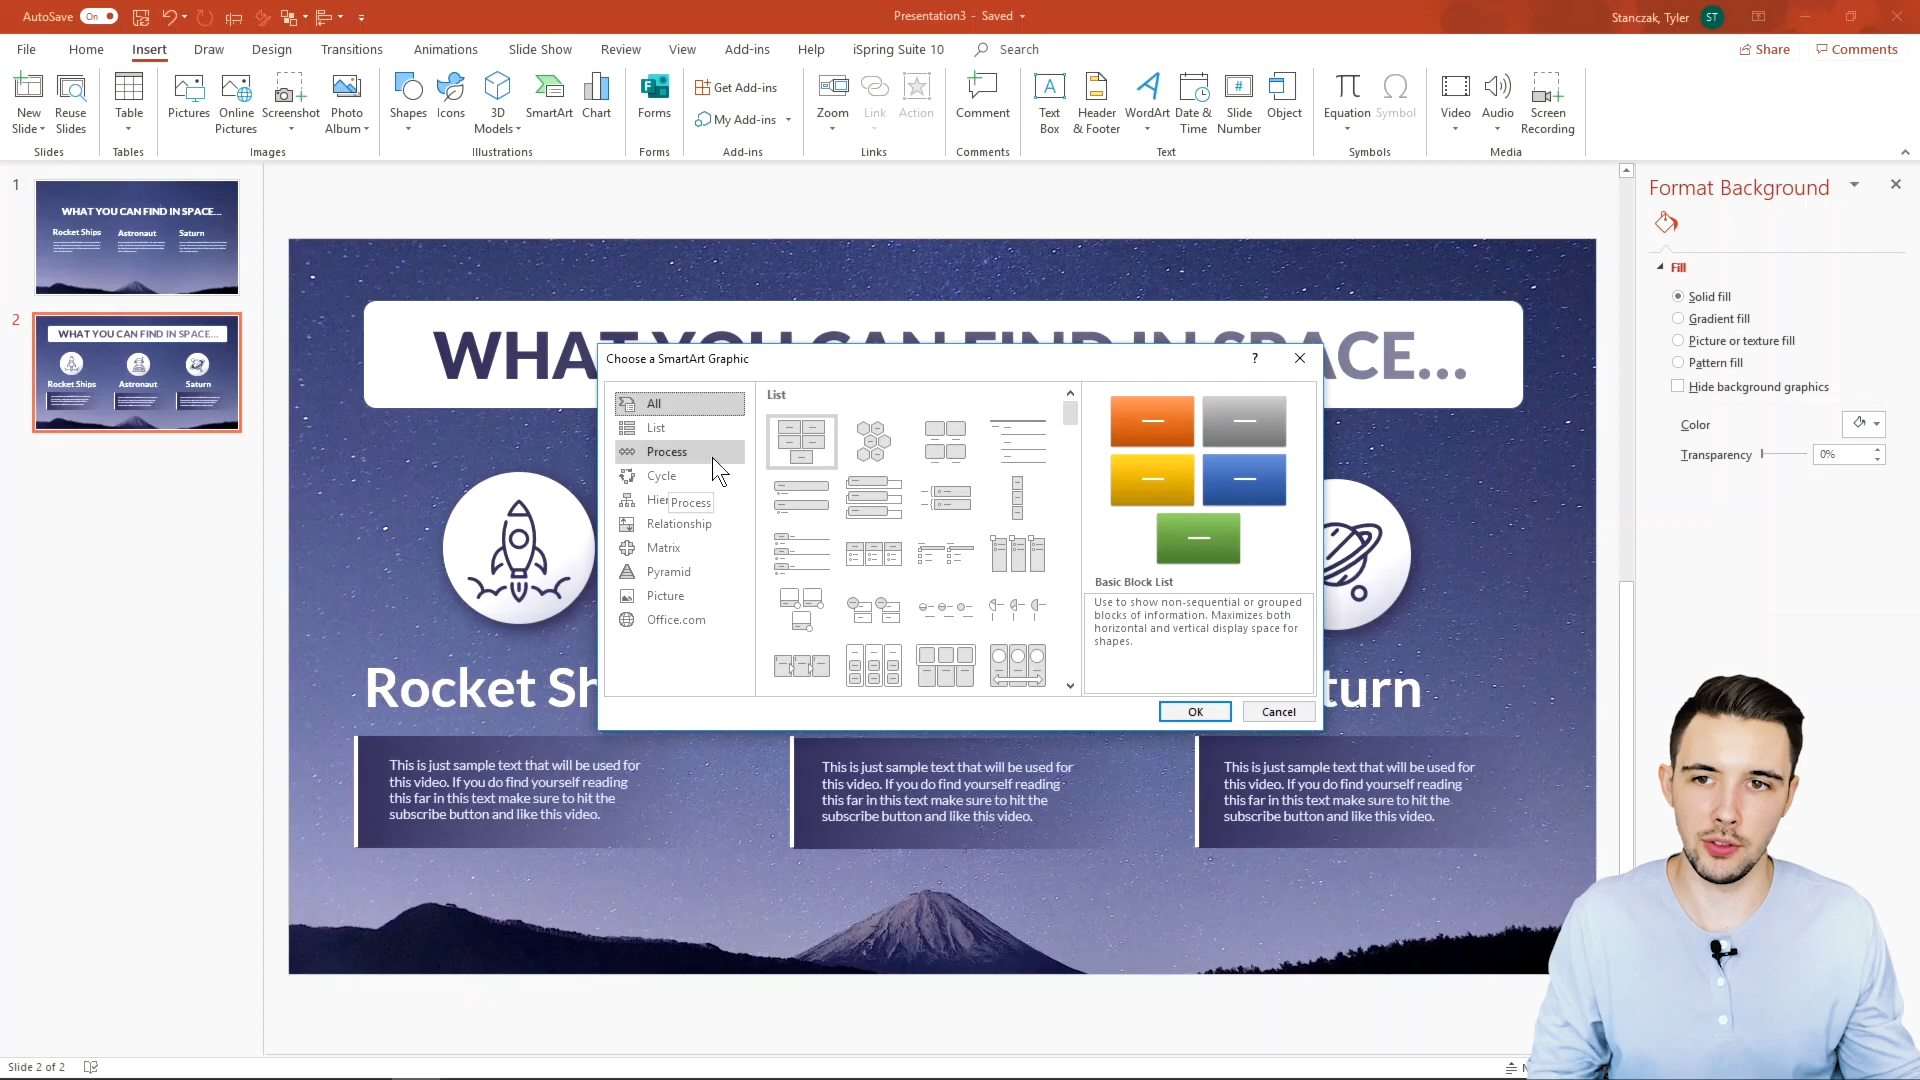 AutoSave On
Presentation3 - Saved
Stanczak, Tyler ST
File Home Insert Draw Design Transitions Animations Slide Show Review View Add-ins Help iSpring Suite 10 Search
Share Comments
New Slide
Reuse Slides
Table
Pictures
Online Pictures
Screenshot
Photo Album
Shapes
Icons
3D Models
SmartArt
Chart
Forms
Get Add-ins
My Add-ins
Zoom
Link
Action
Comment
Text Box
Header & Footer
WordArt
Date & Time
Slide Number
Object
Equation
Symbol
Video
Audio
Screen Recording
Slides Tables Images Illustrations Forms Add-ins Links Comments Text Symbols Media
1
WHAT YOU CAN FIND IN SPACE...
Rocket Ships Astronaut Saturn
2
WHAT YOU CAN FIND IN SPACE...
Rocket Ships Astronaut Saturn
WHAT YOU CAN FIND IN SPACE...
Rocket Sh
turn
This is just sample text that will be used for
this video. If you do find yourself reading
this far in this text make sure to hit the
subscribe button and like this video.
This is just sample text that will be used for
this video. If you do find yourself reading
this far in this text make sure to hit the
subscribe button and like this video.
This is just sample text that will be used for
this video. If you do find yourself reading
this far in this text make sure to hit the
subscribe button and like this video.
Choose a SmartArt Graphic
?
All
List
Process
Cycle
Hier
Process
Relationship
Matrix
Pyramid
Picture
Office.com
List
Basic Block List
Use to show non-sequential or grouped
blocks of information. Maximizes both
horizontal and vertical display space for
shapes.
OK Cancel
Format Background
Fill
Solid fill
Gradient fill
Picture or texture fill
Pattern fill
Hide background graphics
Color
Transparency 0%
Slide 2 of 2